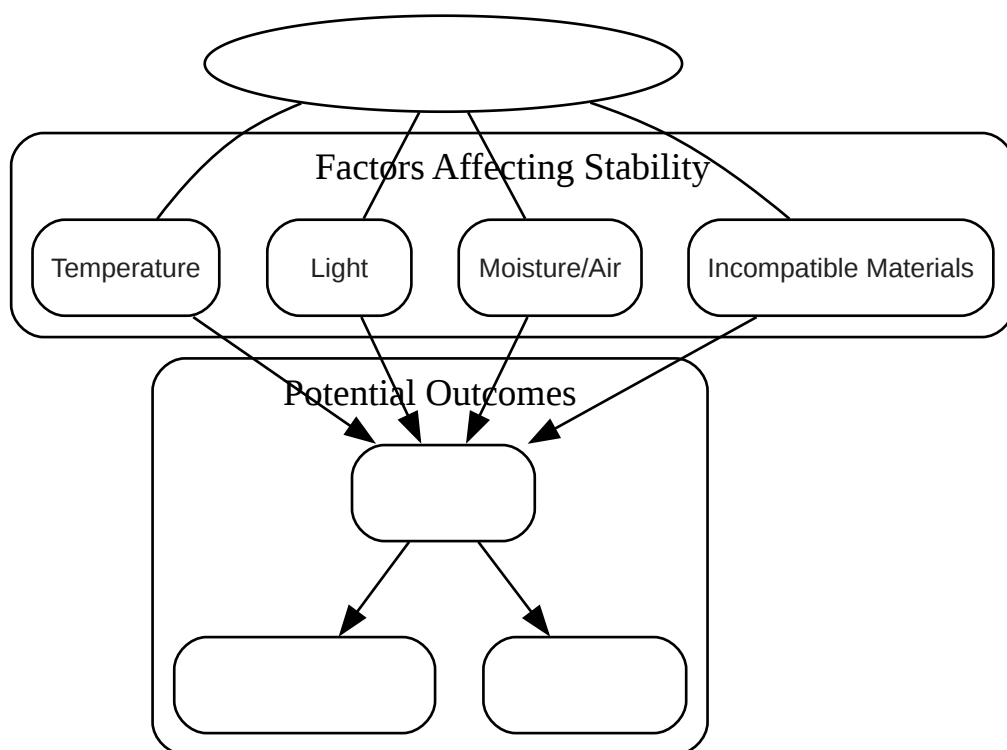 Factors Affecting Stability
Temperature
Light
Moisture/Air
Incompatible Materials
Potential Outcomes